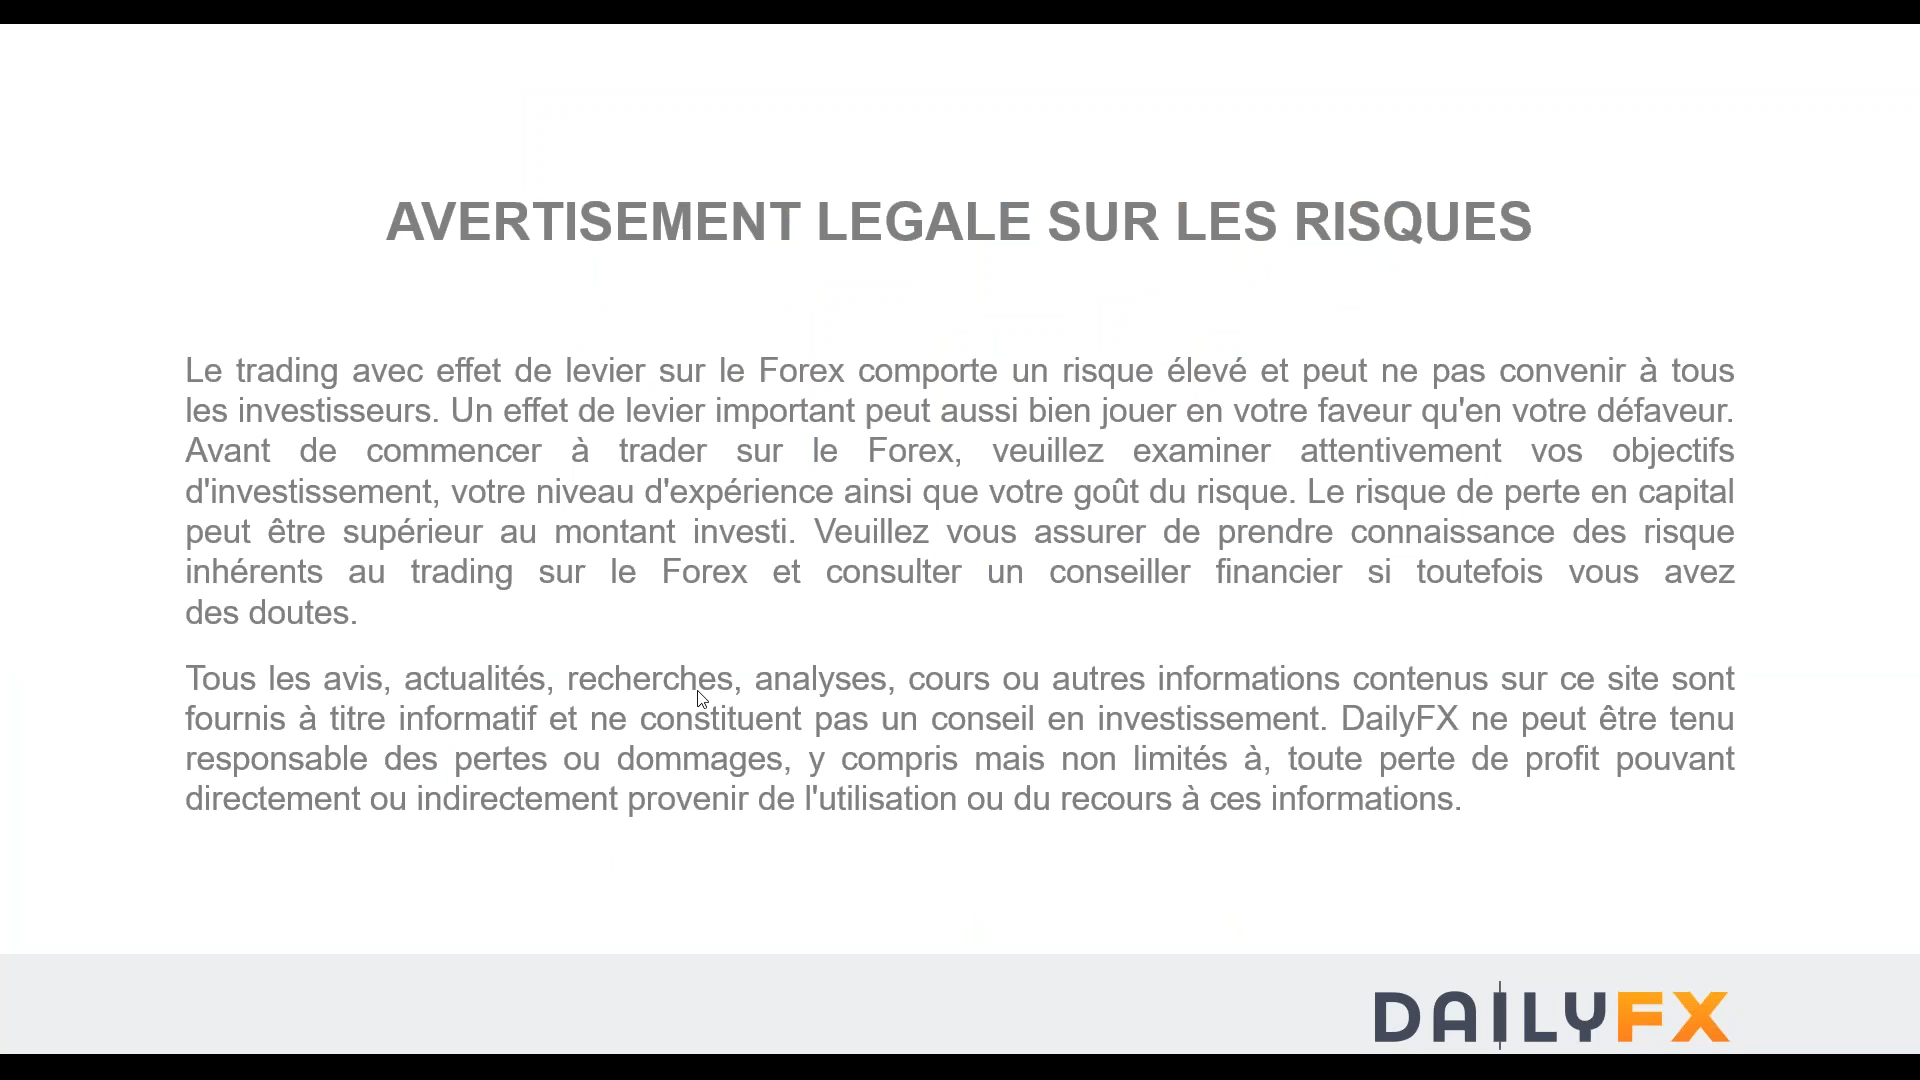 AVERTISEMENT LEGALE SUR LES RISQUES
Le trading avec effet de levier sur le Forex comporte un risque élevé et peut ne pas convenir à tous
les investisseurs. Un effet de levier important peut aussi bien jouer en votre faveur qu'en votre défaveur.
Avant de commencer à trader sur le Forex, veuillez examiner attentivement vos objectifs
d'investissement, votre niveau d'expérience ainsi que votre goût du risque. Le risque de perte en capital
peut être supérieur au montant investi. Veuillez vous assurer de prendre connaissance des risque
inhérents au trading sur le Forex et consulter un conseiller financier si toutefois vous avez
des doutes.
Tous les avis, actualités, recherches, analyses, cours ou autres informations contenus sur ce site sont
fournis à titre informatif et ne constituent pas un conseil en investissement. DailyFX ne peut être tenu
responsable des pertes ou dommages, y compris mais non limités à, toute perte de profit pouvant
directement ou indirectement provenir de l'utilisation ou du recours à ces informations.
DAILYFX